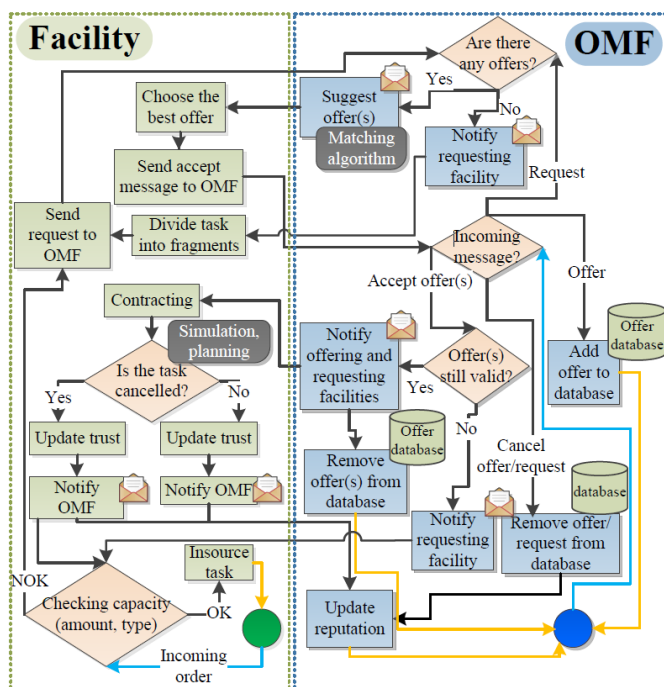 Facility
OMF
Are there
any offers?
Yes
No
Suggest
offer(s)
Matching
algorithm
Choose the
best offer
Notify
requesting
facility
Request
Send accept
message to OMF
Send
request to
OMF
Divide task
into fragments
Incoming
message?
Accept offer(s)
Offer
Contracting
Simulation,
planning
Notify
offering and
requesting
facilities
Offer(s)
still valid?
Offer
database
Add
offer to
database
Is the task
cancelled?
Yes
No
Yes
No
Update trust
Update trust
Offer
database
Remove
offer(s) from
database
Cancel
offer/request
database
Notify
OMF
Notify OMF
Notify
requesting
facility
Remove offer/
request from
database
Insource
task
NOK
Checking capacity
(amount, type)
OK
Update
reputation
Incoming
order